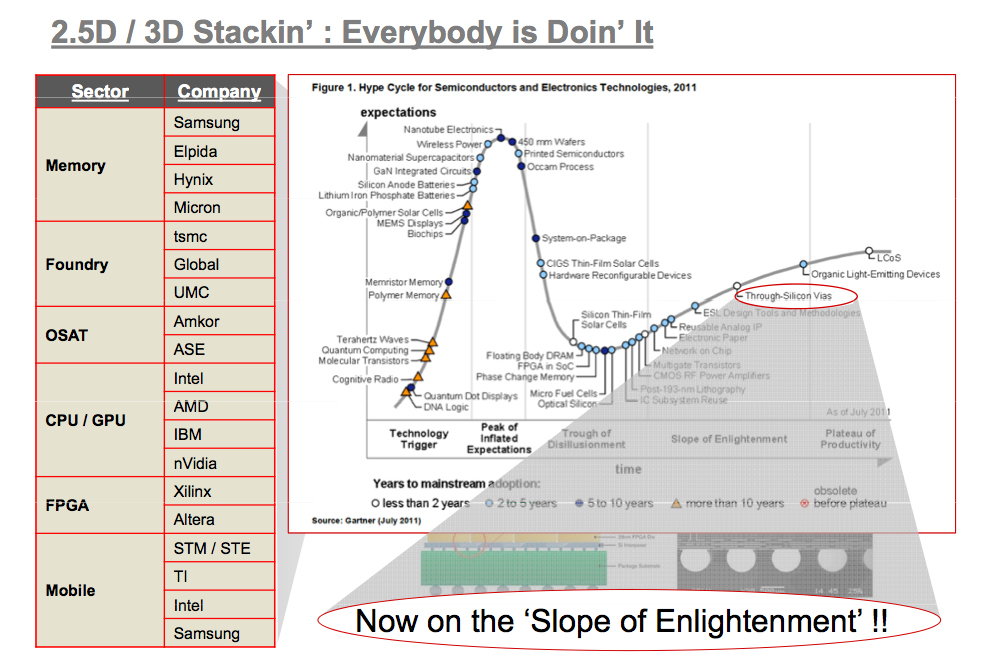 2.5D / 3D Stackin’ : Everybody is Doin’ It
Sector Company
Memory
Samsung
Elpida
Hynix
Micron
Foundry
tsmc
Global
UMC
OSAT
Amkor
ASE
CPU / GPU
Intel
AMD
IBM
nVidia
FPGA
Xilinx
Altera
Mobile
STM / STE
TI
Intel
Samsung
Figure 1. Hype Cycle for Semiconductors and Electronics Technologies, 2011
expectations
Nanotube Electronics
Wireless Power
Nanomaterial Supercapacitors
GaN Integrated Circuits
Silicon Anode Batteries
Lithium Iron Phosphate Batteries
Organic/Polymer Solar Cells
MEMS Displays
Biochips
Memristor Memory
Polymer Memory
Terahertz Waves
Quantum Computing
Molecular Transistors
Cognitive Radio
Quantum Dot Displays
DNA Logic
450 mm Wafers
Printed Semiconductors
Occam Process
System-on-Package
CIGS Thin-Film Solar Cells
Hardware Reconfigurable Devices
Silicon Thin-Film
Solar Cells
Floating Body DRAM
FPGA in SoC
Phase Change Memory
Micro Fuel Cells
Optical Silicon
LCoS
Organic Light-Emitting Devices
Through-Silicon Vias
ESL Design Tools and Methodologies
Reusable Analog IP
Electronic Paper
Network on Chip
Multigate Transistors
CMOS RF Power Amplifiers
Post-193-nm Lithography
IC Subsystem Reuse
As of July 2011
Technology
Trigger
Peak of
Inflated
Expectations
Trough of
Disillusionment
Slope of Enlightenment
Plateau of
Productivity
time
Years to mainstream adoption:
less than 2 years
2 to 5 years
5 to 10 years
more than 10 years
obsolete
before plateau
Source: Gartner (July 2011)
28nm FPGA Die
Si Interposer
Package Substrate
14:45 25%
Now on the ‘Slope of Enlightenment’ !!